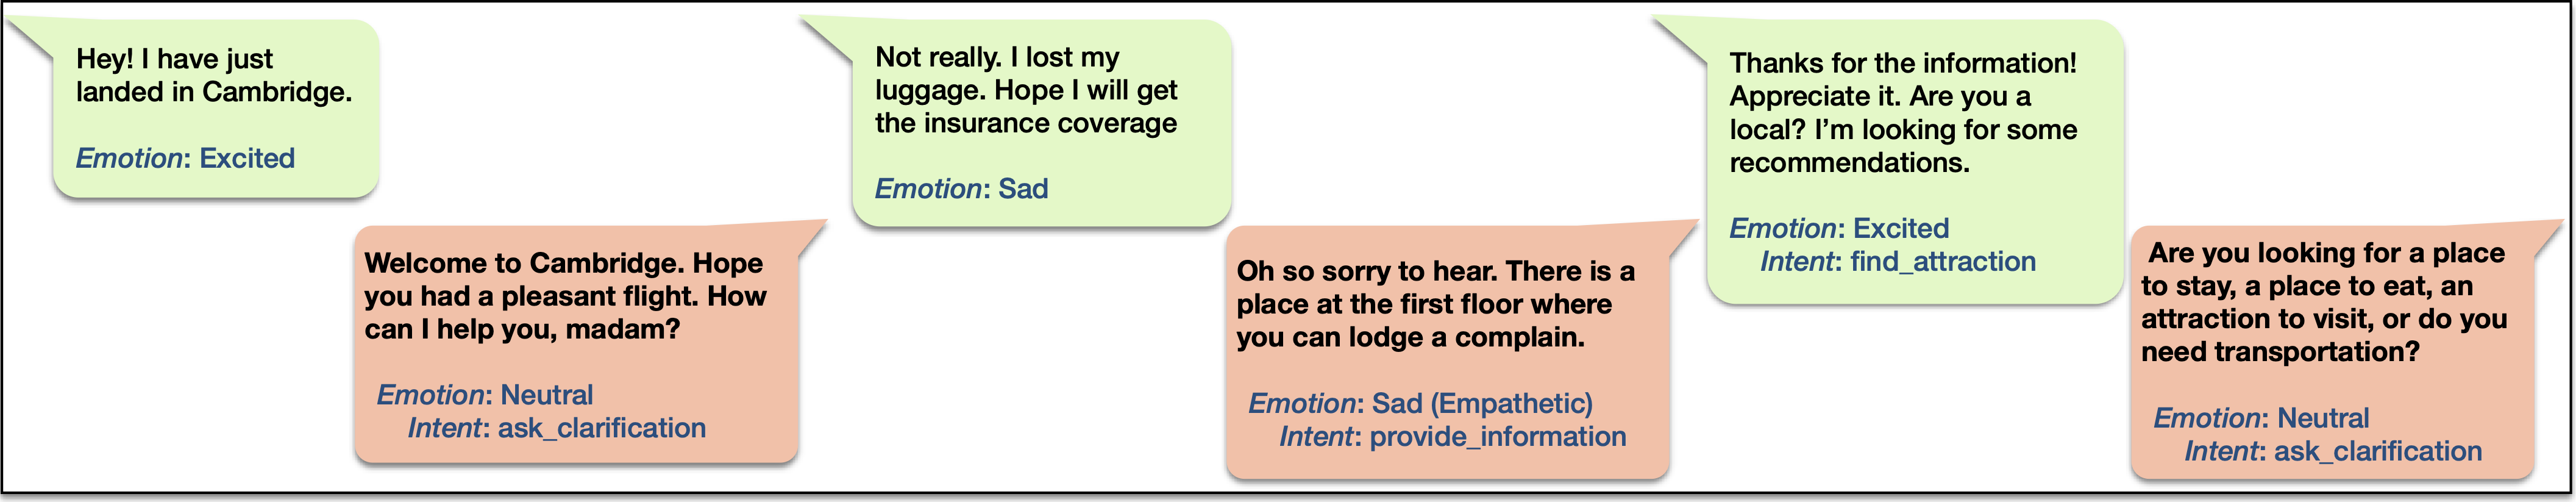 Hey! I have just
landed in Cambridge.
Emotion: Excited
Welcome to Cambridge. Hope
you had a pleasant flight. How
can I help you, madam?
Emotion: Neutral
Intent: ask_clarification
Not really. I lost my
luggage. Hope I will get
the insurance coverage
Emotion: Sad
Oh so sorry to hear. There is a
place at the first floor where
you can lodge a complain.
Emotion: Sad (Empathetic)
Intent: provide_information
Thanks for the information!
Appreciate it. Are you a
local? I’m looking for some
recommendations.
Emotion: Excited
Intent: find_attraction
Are you looking for a place
to stay, a place to eat, an
attraction to visit, or do you
need transportation?
Emotion: Neutral
Intent: ask_clarification